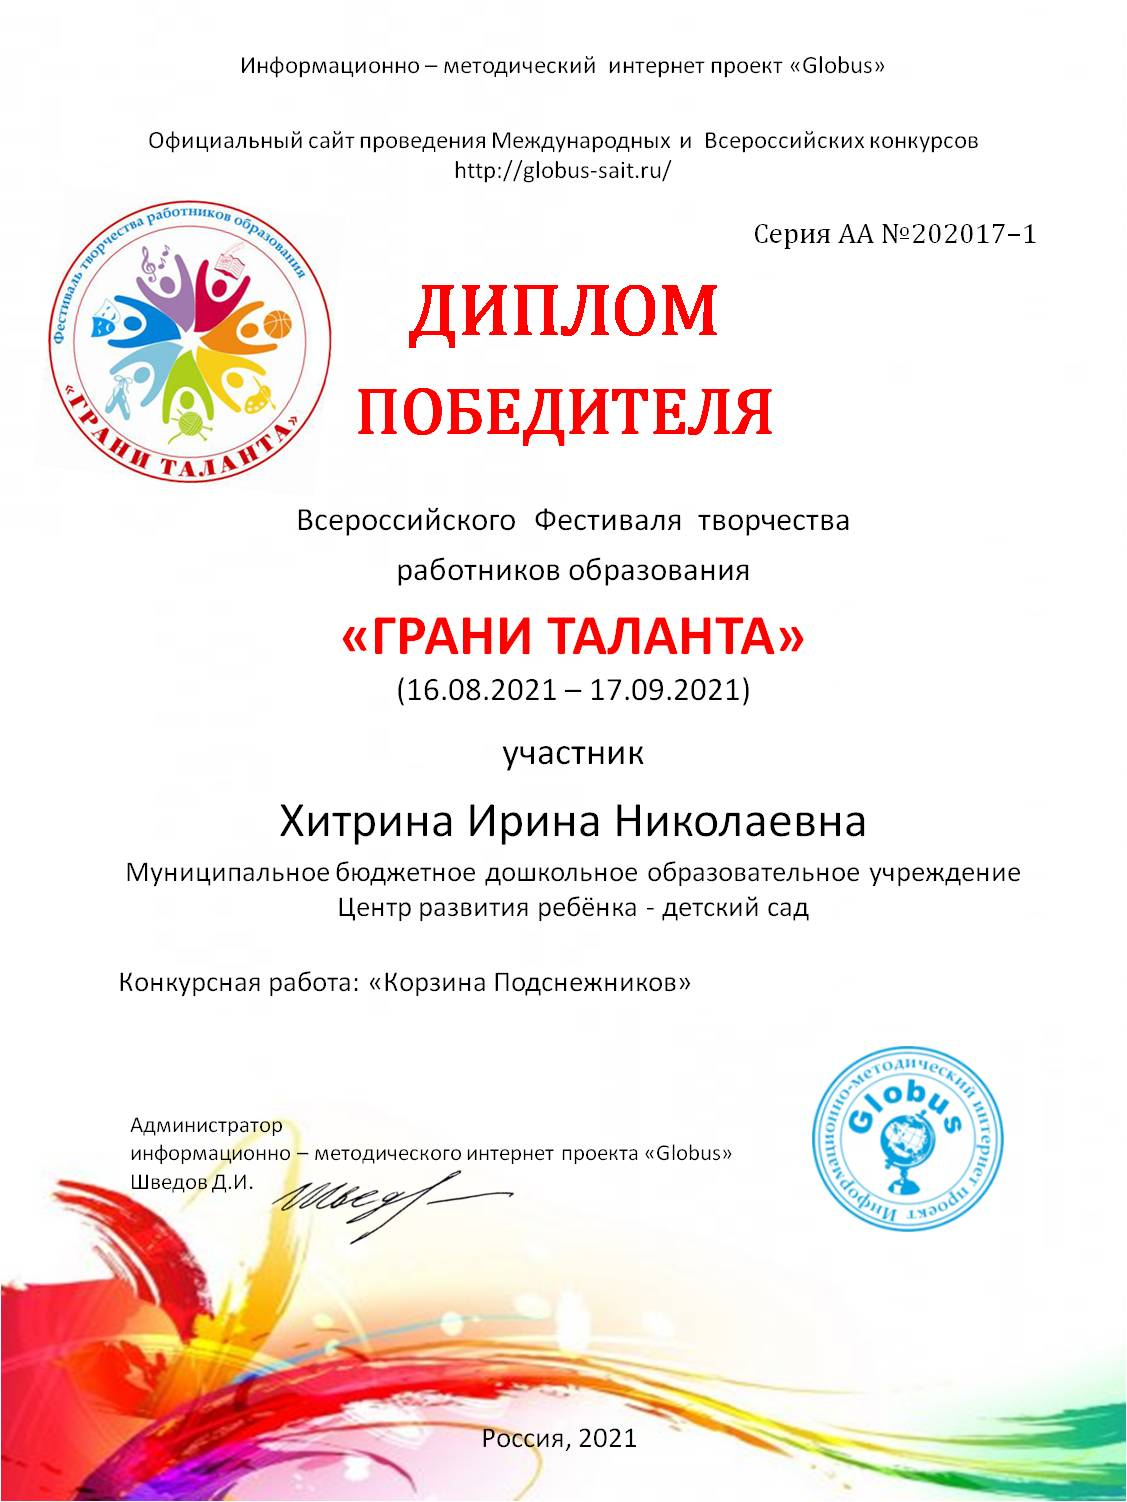 Информационно – методический интернет проект «Globus»
Официальный сайт проведения Международных и Всероссийских конкурсов
http://globus-sait.ru/
Серия АА №202017–1
Фестиваль творчества работников образования
«ГРАНИ ТАЛАНТА»
ДИПЛОМ
ПОБЕДИТЕЛЯ
Всероссийского Фестиваля творчества
работников образования
«ГРАНИ ТАЛАНТА»
(16.08.2021 – 17.09.2021)
участник
Хитрина Ирина Николаевна
Муниципальное бюджетное дошкольное образовательное учреждение
Центр развития ребёнка - детский сад
Конкурсная работа: «Корзина Подснежников»
Администратор
информационно – методического интернет проекта «Globus»
Шведов Д.И.
Информационно-методический интернет проект
Globus
Россия, 2021